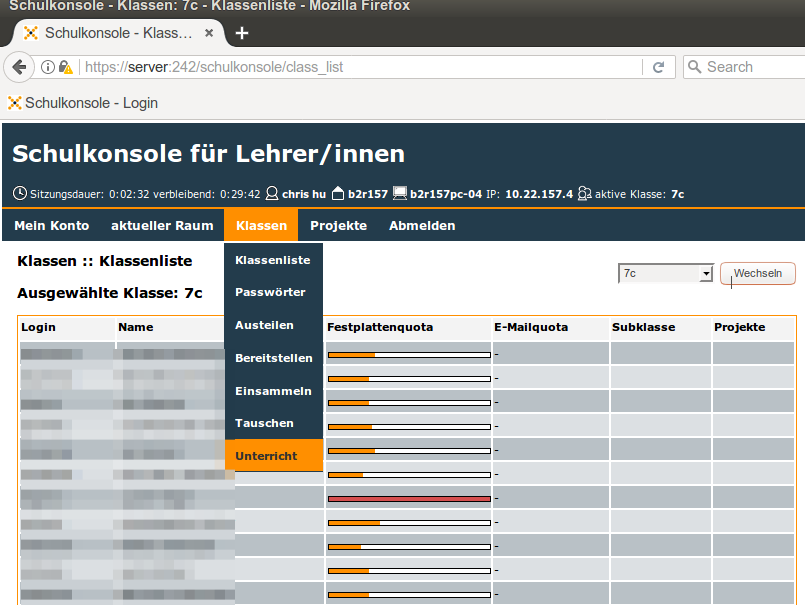 Schulkonsole - Klassen: 7c - Klassenliste - Mozilla Firefox
Schulkonsole - Klass... ×
https://server:242/schulkonsole/class_list
Search
Schulkonsole - Login
Schulkonsole für Lehrer/innen
Sitzungsdauer: 0:02:32 verbleibend: 0:29:42 chris hu b2r157 b2r157pc-04 IP: 10.22.157.4 aktive Klasse: 7c
Mein Konto aktueller Raum Klassen Projekte Abmelden
Klassen :: Klassenliste
7c Wechseln
Ausgewählte Klasse: 7c
Klassenliste
Passwörter
Austeilen
Bereitstellen
Einsammeln
Tauschen
Unterricht
Login Name Festplattenquota E-Mailquota Subklasse Projekte
-
-
-
-
-
-
-
-
-
-
-